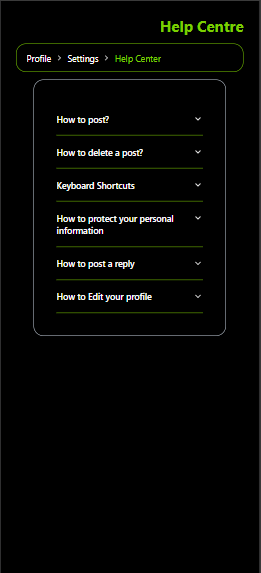 Help Centre
Profile > Settings > Help Center
How to post?
How to delete a post?
Keyboard Shortcuts
How to protect your personal
information
How to post a reply
How to Edit your profile